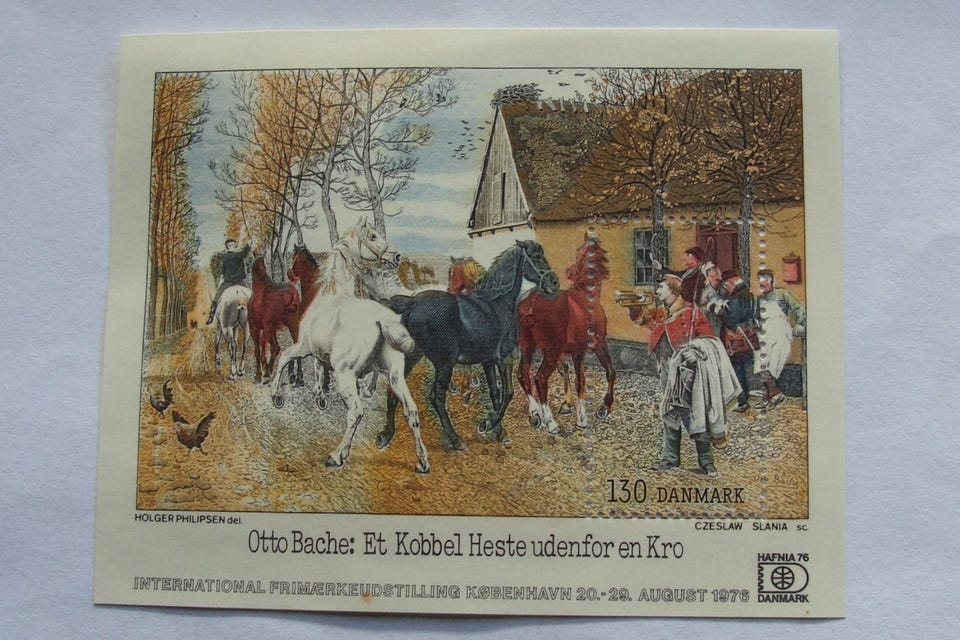 130 DANMARK
HOLGER PHILIPSEN del.
CZESLAW SLANIA sc.
Otto Bache: Et Kobbel Heste udenfor en Kro
INTERNATIONAL FRIMÆRKEUDSTILLING KØBENHAVN 20.-29. AUGUST 1976
HAFNIA 76
DANMARK